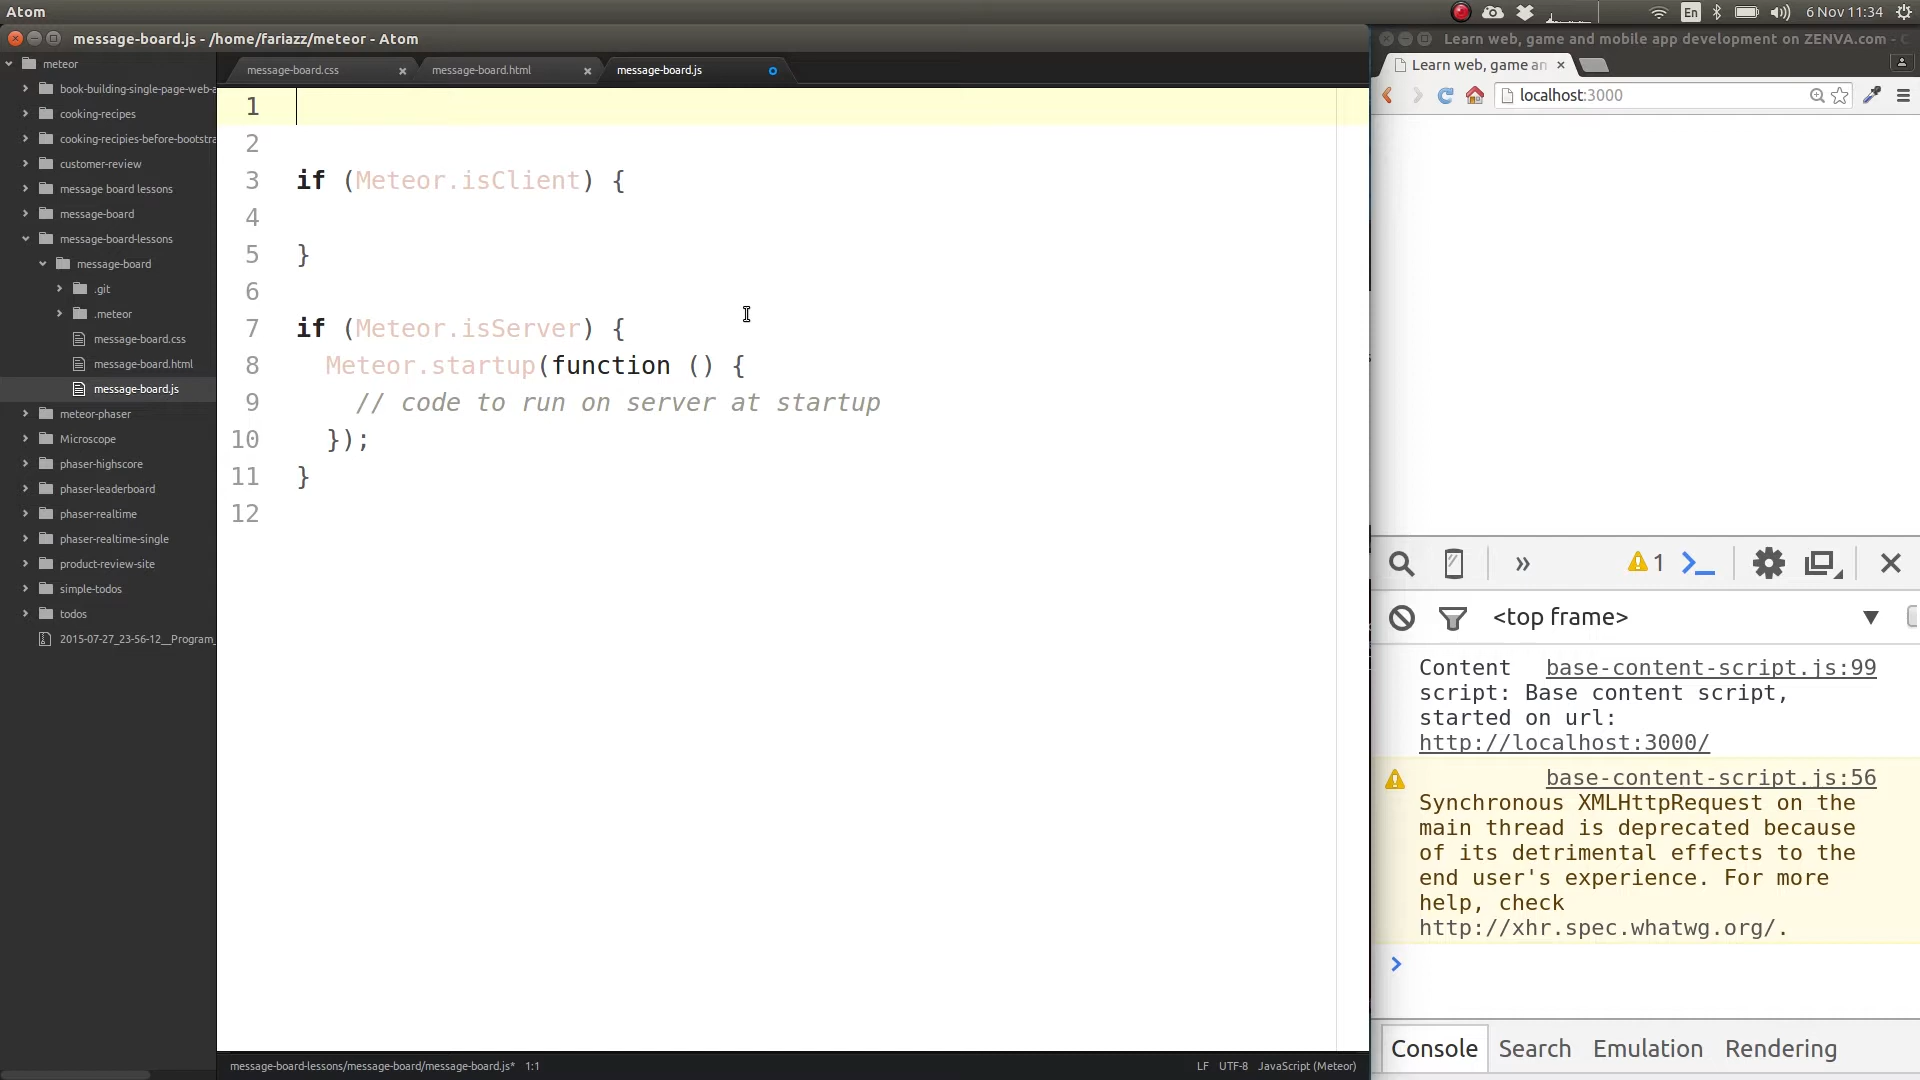 Atom
En
6 Nov 11:34
message-board.js - /home/fariazz/meteor - Atom
Learn web, game and mobile app development on ZENVA.com -
meteor
book-building-single-page-web-a
cooking-recipes
cooking-recipies-before-bootstra
customer-review
message board lessons
message-board
message-board-lessons
message-board
.git
.meteor
message-board.css
message-board.html
message-board.js
meteor-phaser
Microscope
phaser-highscore
phaser-leaderboard
phaser-realtime
phaser-realtime-single
product-review-site
simple-todos
todos
2015-07-27_23-56-12__Program_
message-board.css
message-board.html
message-board.js
1
2
3 if (Meteor.isClient) {
4
5 }
6
7 if (Meteor.isServer) {
8 Meteor.startup(function () {
9 // code to run on server at startup
10 });
11 }
12
message-board-lessons/message-board/message-board.js* 1:1
LF UTF-8 JavaScript (Meteor)
Learn web, game an
localhost:3000
» 1
<top frame>
Content base-content-script.js:99
script: Base content script,
started on url:
http://localhost:3000/
base-content-script.js:56
Synchronous XMLHttpRequest on the
main thread is deprecated because
of its detrimental effects to the
end user's experience. For more
help, check
http://xhr.spec.whatwg.org/.
>
Console Search Emulation Rendering